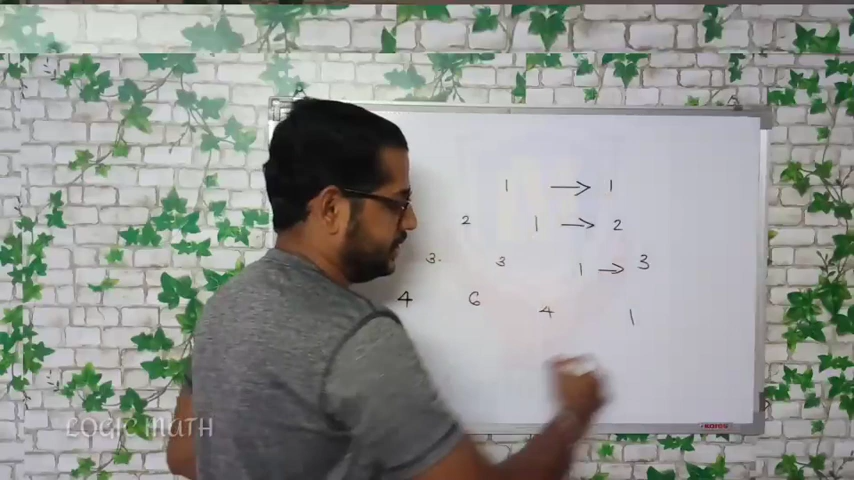 1 → 1
2 1 → 2
3 3 1 → 3
4 6 4 1
LOGIC MATH